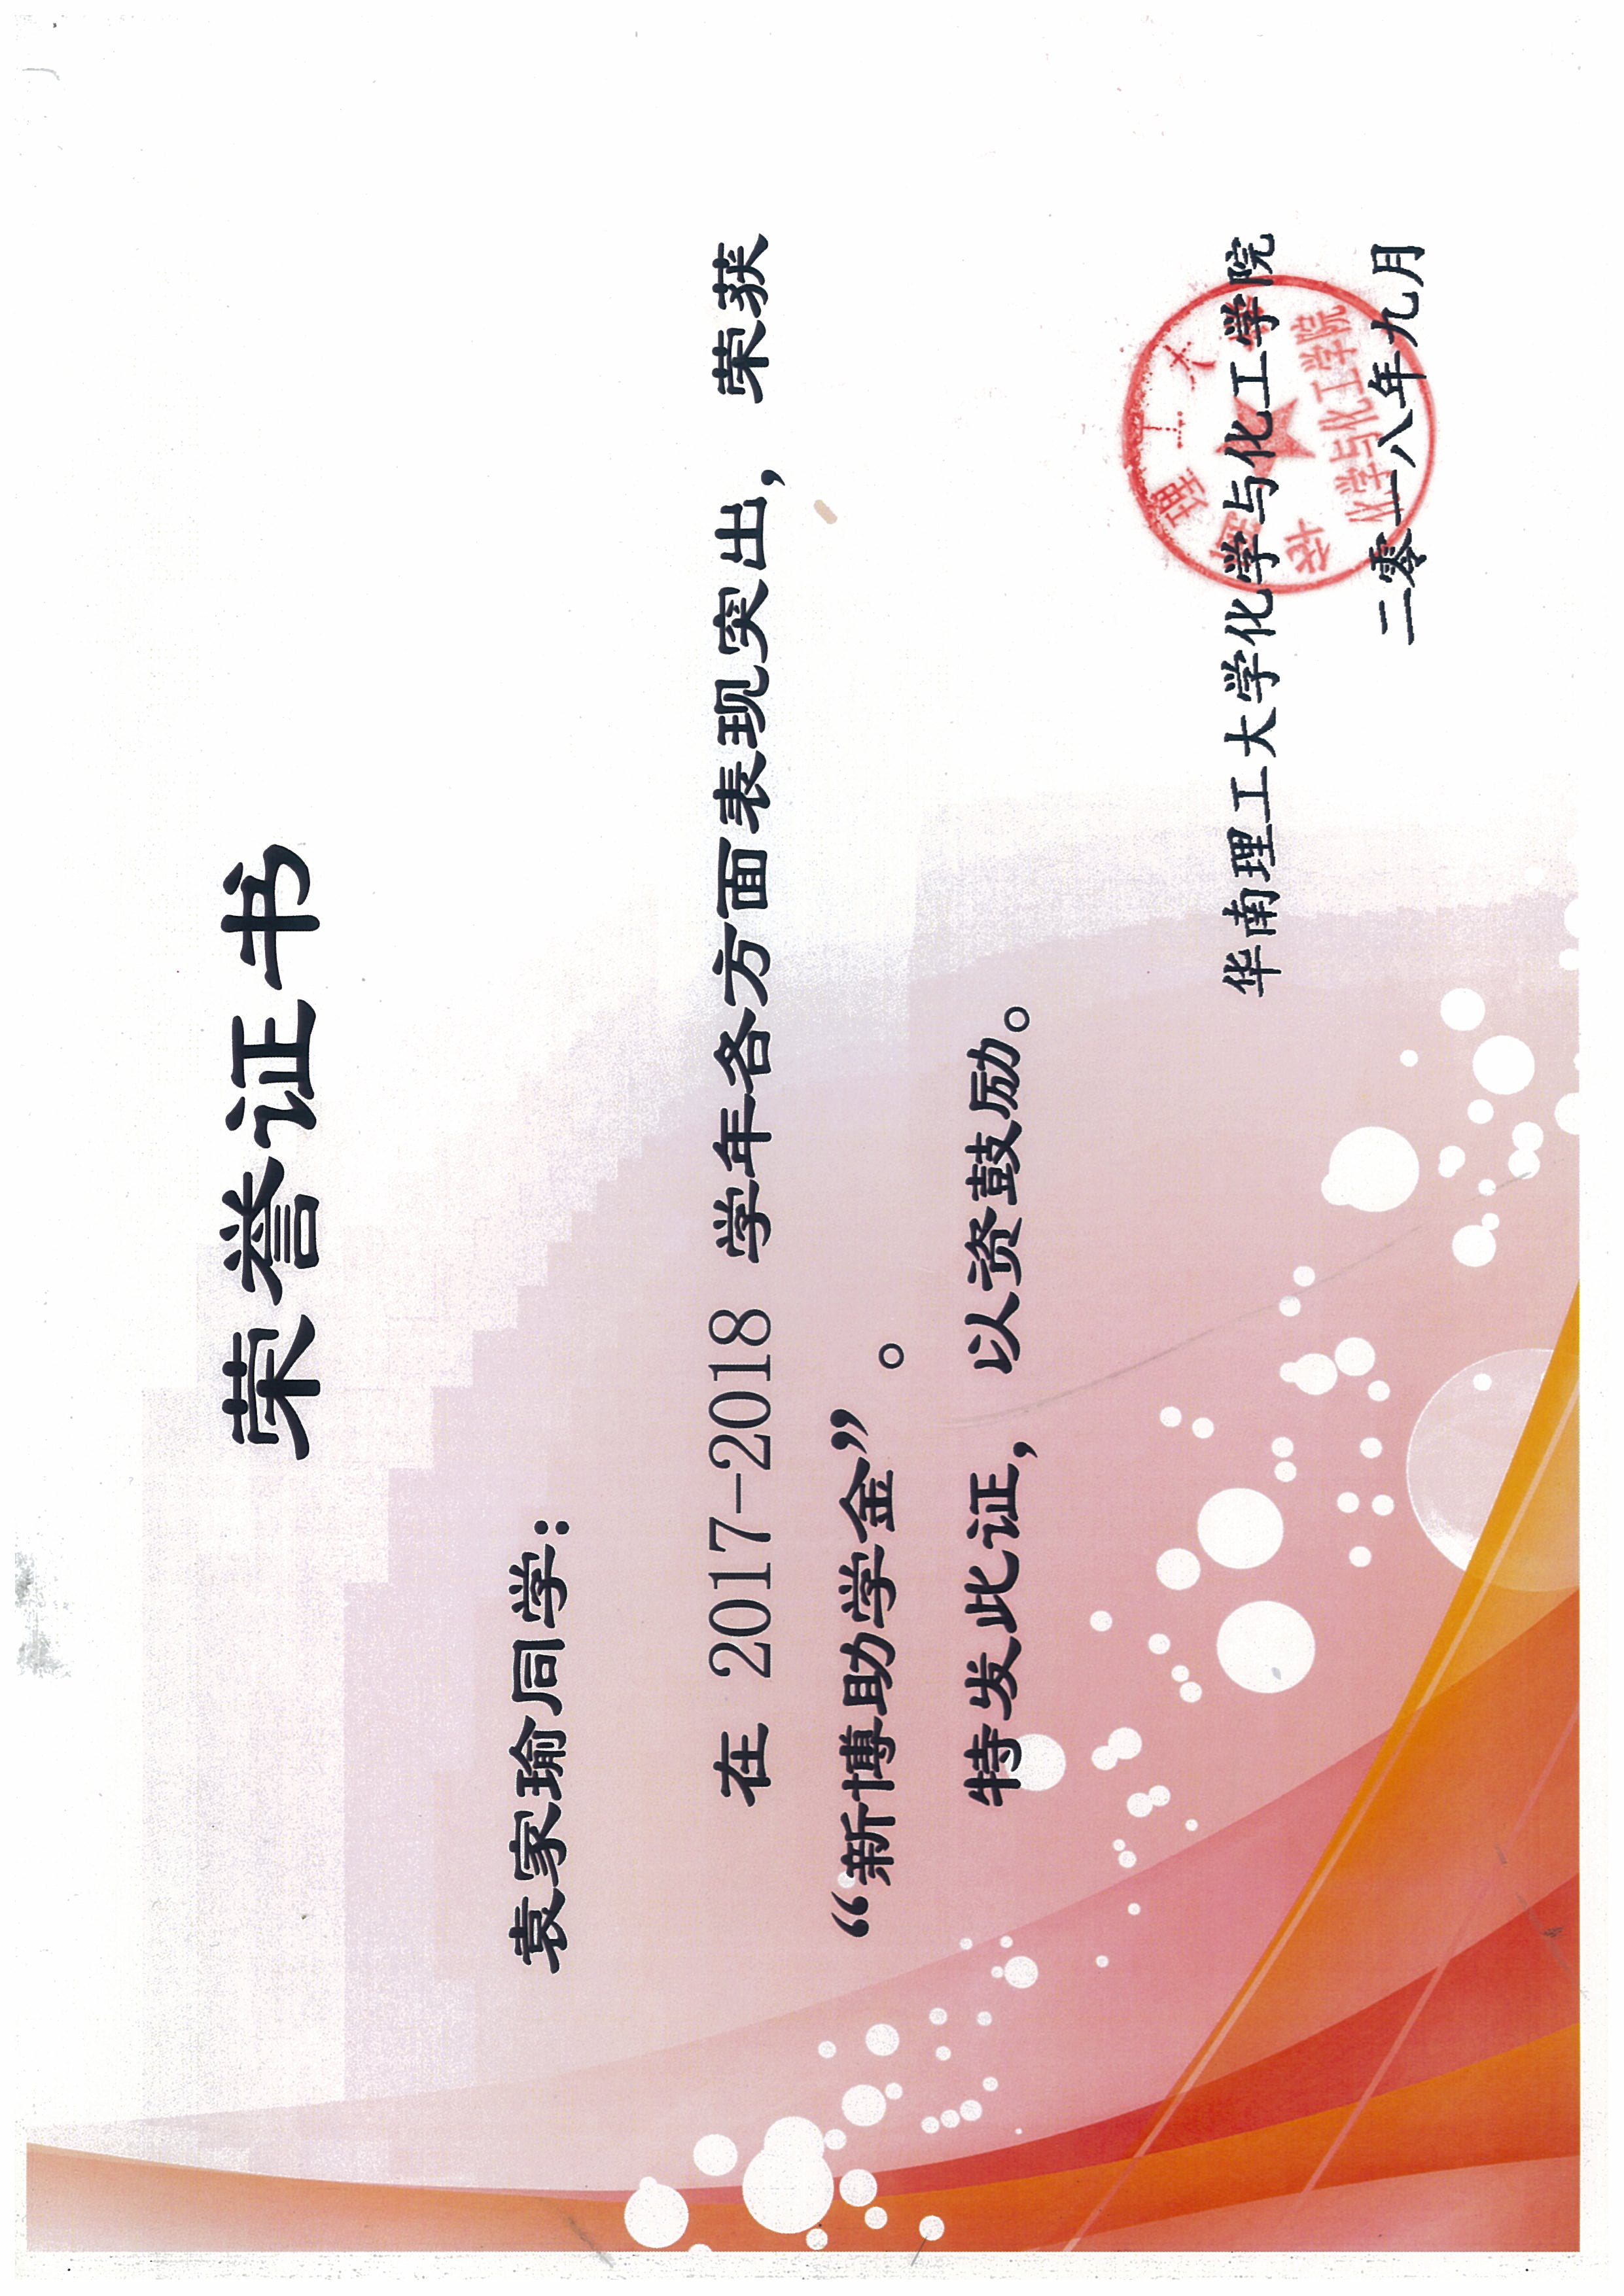 荣誉证书
袁家瑜同学：
在 2017-2018 学年各方面表现突出，荣获
“新博助学金”。
特发此证，以资鼓励。
华南理工大学化学与化工学院
二零一八年九月
华南理工大学
化学与化工学院